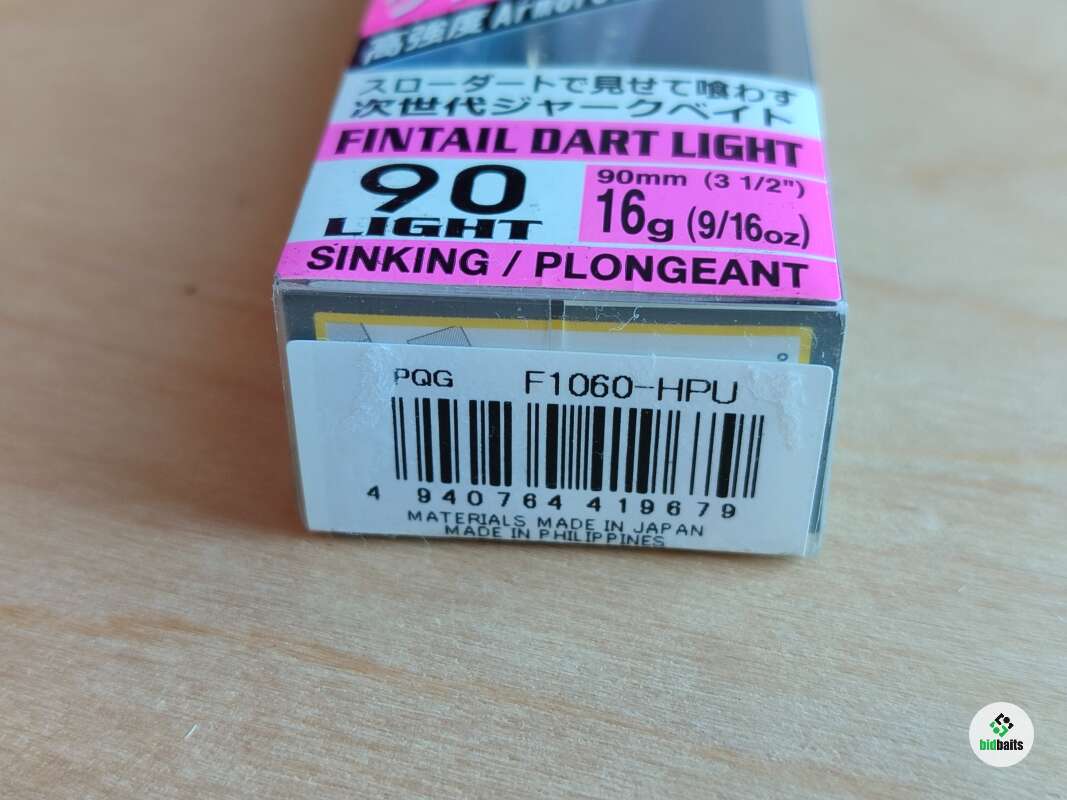 高強度 Armored
スローダートで見せて喰わす
次世代ジャークベイト
FINTAIL DART LIGHT
90
LIGHT
90mm (3 1/2")
16g (9/16oz)
SINKING / PLONGEANT
PQG F1060-HPU
4 940764 419679
MATERIALS MADE IN JAPAN
MADE IN PHILIPPINES
bidbaits